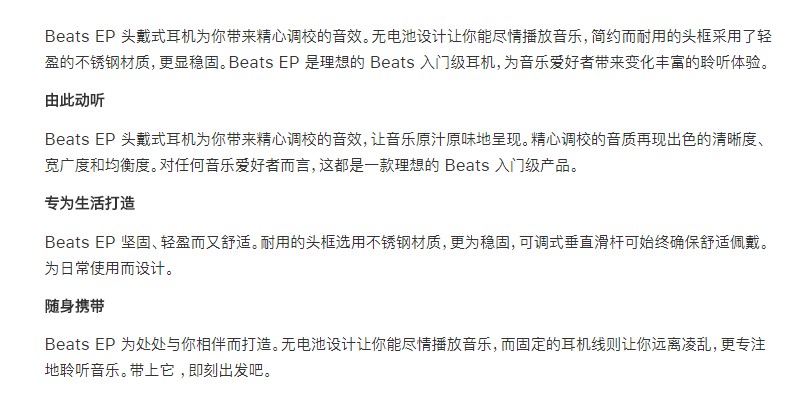 Beats EP 头戴式耳机为你带来精心调校的音效。无电池设计让你能尽情播放音乐，简约而耐用的头框采用了轻
盈的不锈钢材质，更显稳固。Beats EP 是理想的 Beats 入门级耳机，为音乐爱好者带来变化丰富的聆听体验。
由此动听
Beats EP 头戴式耳机为你带来精心调校的音效，让音乐原汁原味地呈现。精心调校的音质再现出色的清晰度、
宽广度和均衡度。对任何音乐爱好者而言，这都是一款理想的 Beats 入门级产品。
专为生活打造
Beats EP 坚固、轻盈而又舒适。耐用的头框选用不锈钢材质，更为稳固，可调式垂直滑杆可始终确保舒适佩戴。
为日常使用而设计。
随身携带
Beats EP 为处处与你相伴而打造。无电池设计让你能尽情播放音乐，而固定的耳机线则让你远离凌乱，更专注
地聆听音乐。带上它 ，即刻出发吧。